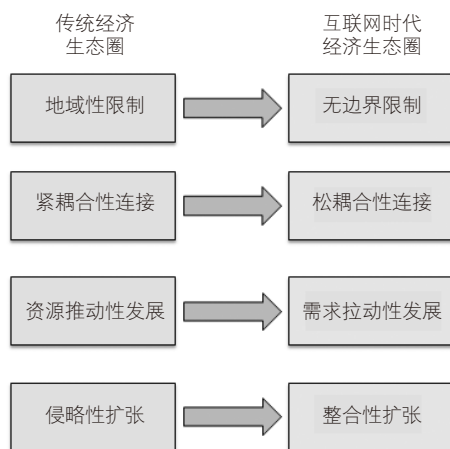 传统经济
生态圈
互联网时代
经济生态圈
地域性限制
无边界限制
紧耦合性连接
松耦合性连接
资源推动性发展
需求拉动性发展
侵略性扩张
整合性扩张